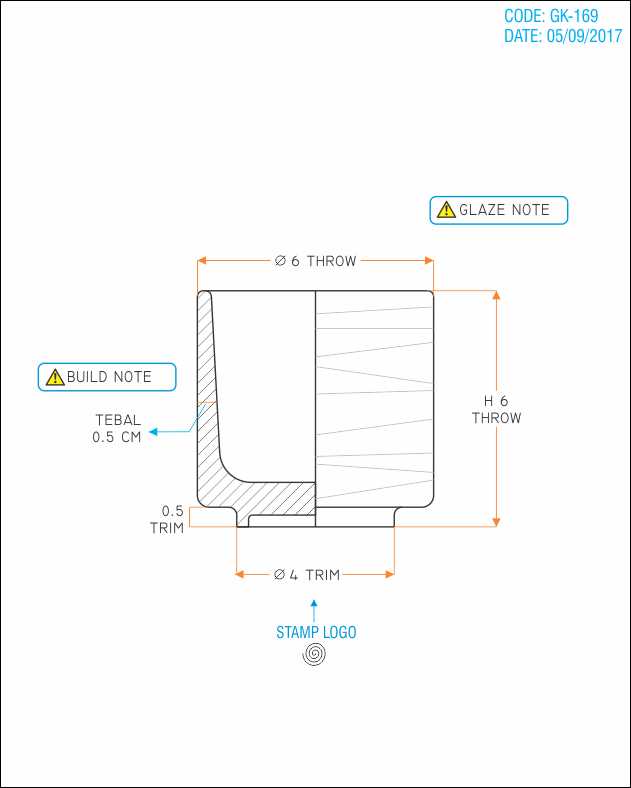 CODE: GK-169
DATE: 05/09/2017
GLAZE NOTE
Ø 6 THROW
BUILD NOTE
H 6
THROW
TEBAL
0.5 CM
0.5
TRIM
Ø 4 TRIM
STAMP LOGO